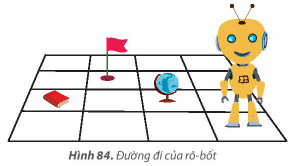 Hình 84. Đường đi của rô-bốt